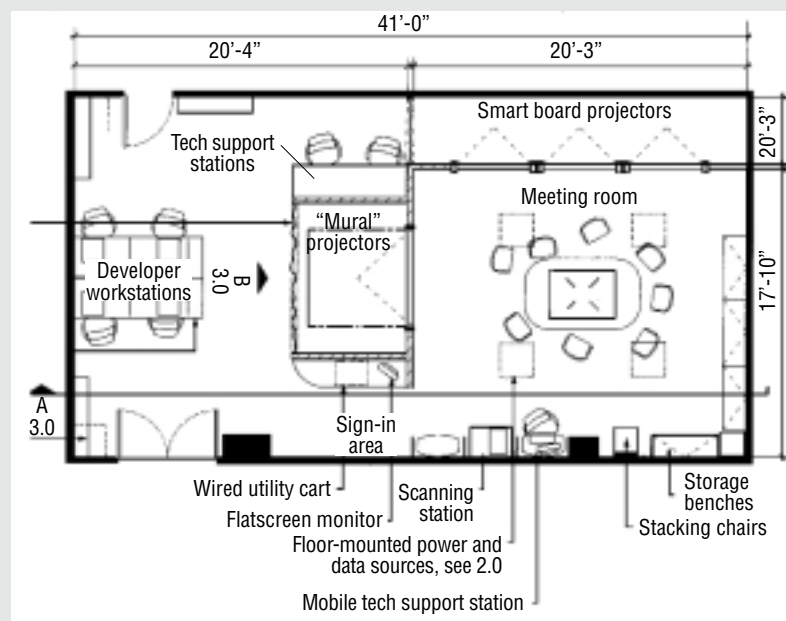 41’-0”
20’-4”
20’-3”
Smart board projectors
20’-3”
Tech support
stations
Meeting room
“Mural”
projectors
Developer
workstations
B
3.0
17’-10”
A
3.0
Sign-in
area
Wired utility cart
Scanning
station
Storage
benches
Flatscreen monitor
Stacking chairs
Floor-mounted power and
data sources, see 2.0
Mobile tech support station